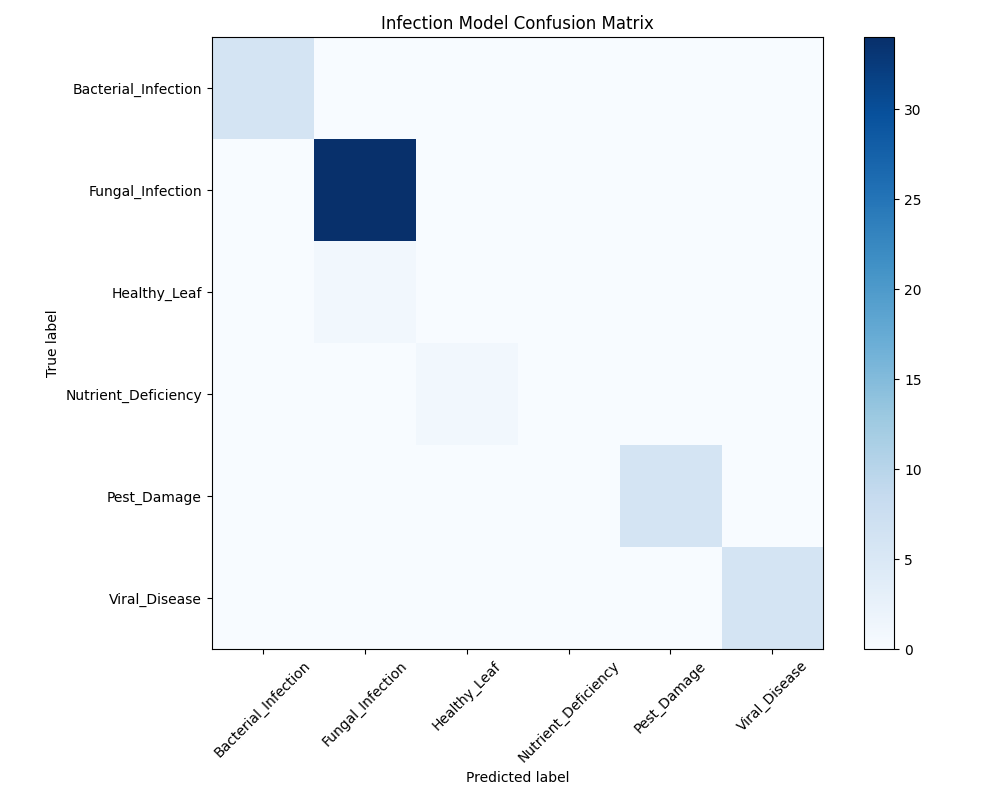 Infection Model Confusion Matrix
True label
Bacterial_Infection
Fungal_Infection
Healthy_Leaf
Nutrient_Deficiency
Pest_Damage
Viral_Disease
Bacterial_Infection
Fungal_Infection
Healthy_Leaf
Nutrient_Deficiency
Pest_Damage
Viral_Disease
Predicted label
30
25
20
15
10
5
0